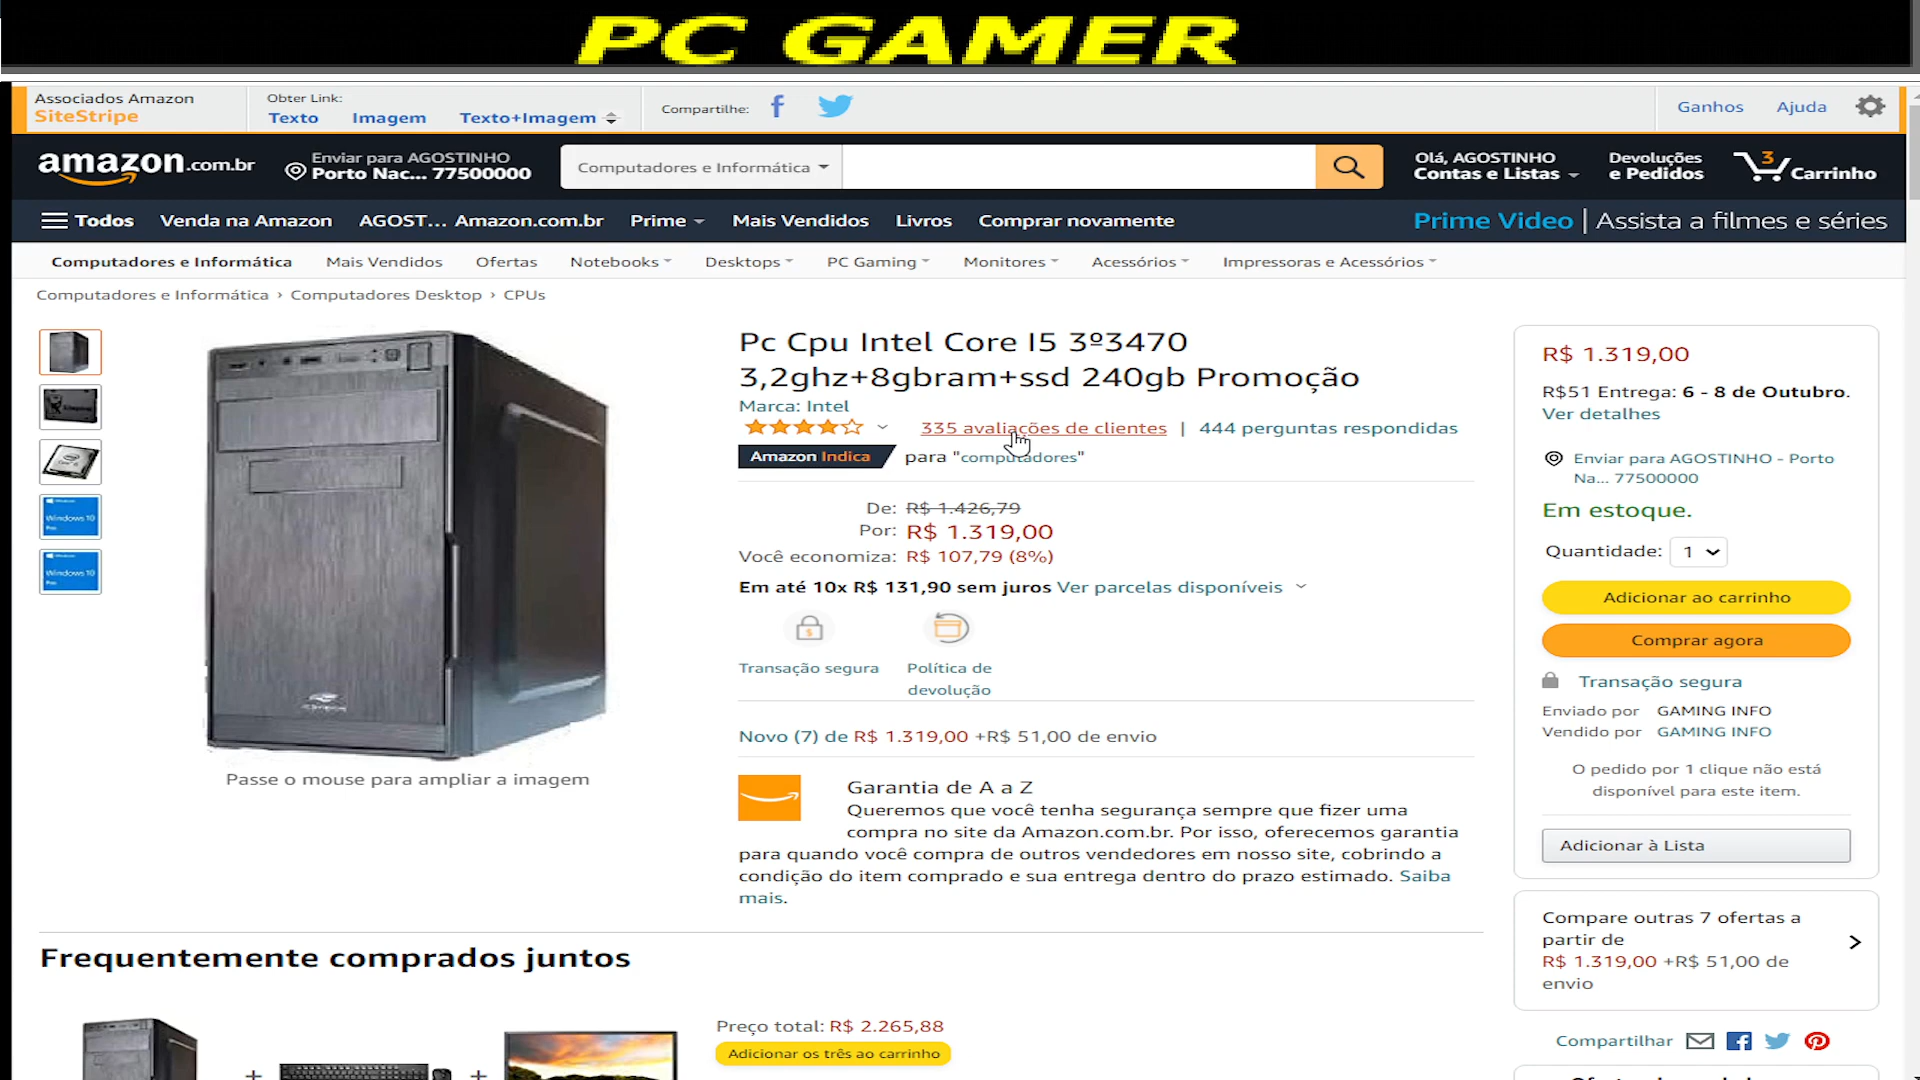 PC GAMER
Associados Amazon
SiteStripe
Obter Link:
Texto Imagem Texto+Imagem
Compartilhe:
Ganhos Ajuda
amazon.com.br
Enviar para AGOSTINHO
Porto Nac... 77500000
Computadores e Informática
Olá, AGOSTINHO
Contas e Listas
Devoluções
e Pedidos
3
Carrinho
Todos Venda na Amazon AGOST... Amazon.com.br Prime Mais Vendidos Livros Comprar novamente
Prime Video | Assista a filmes e séries
Computadores e Informática Mais Vendidos Ofertas Notebooks Desktops PC Gaming Monitores Acessórios Impressoras e Acessórios
Computadores e Informática › Computadores Desktop › CPUs
Windows 10
Windows 10
Passe o mouse para ampliar a imagem
Pc Cpu Intel Core I5 3º3470
3,2ghz+8gbram+ssd 240gb Promoção
Marca: Intel
335 avaliações de clientes | 444 perguntas respondidas
Amazon Indica para "computadores"
De: R$ 1.426,79
Por: R$ 1.319,00
Você economiza: R$ 107,79 (8%)
Em até 10x R$ 131,90 sem juros Ver parcelas disponíveis
Transação segura
Política de
devolução
Novo (7) de R$ 1.319,00 +R$ 51,00 de envio
Garantia de A a Z
Queremos que você tenha segurança sempre que fizer uma
compra no site da Amazon.com.br. Por isso, oferecemos garantia
para quando você compra de outros vendedores em nosso site, cobrindo a
condição do item comprado e sua entrega dentro do prazo estimado. Saiba
mais.
R$ 1.319,00
R$51 Entrega: 6 - 8 de Outubro.
Ver detalhes
Enviar para AGOSTINHO - Porto
Na... 77500000
Em estoque.
Quantidade: 1
Adicionar ao carrinho
Comprar agora
Transação segura
Enviado por GAMING INFO
Vendido por GAMING INFO
O pedido por 1 clique não está
disponível para este item.
Adicionar à Lista
Compare outras 7 ofertas a
partir de
R$ 1.319,00 +R$ 51,00 de
envio
Compartilhar
Frequentemente comprados juntos
+ +
Preço total: R$ 2.265,88
Adicionar os três ao carrinho